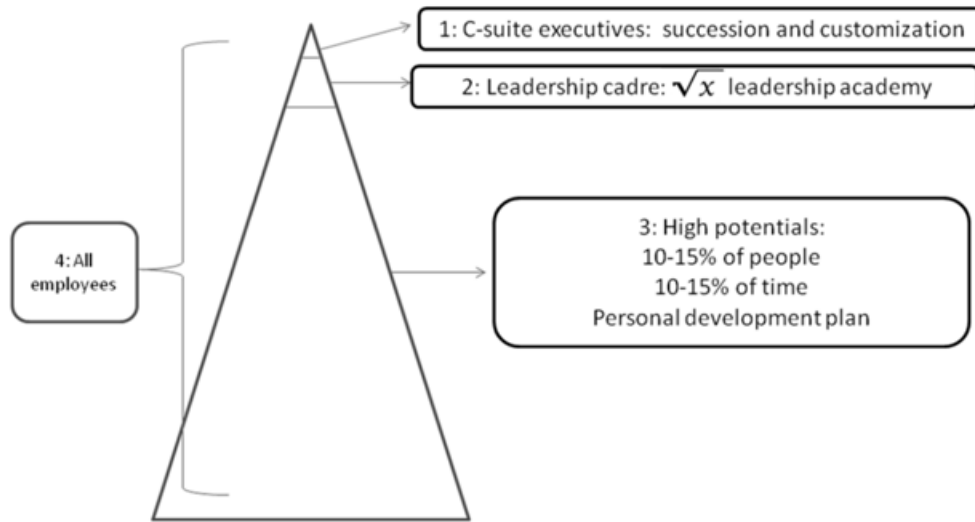 1: C-suite executives: succession and customization
2: Leadership cadre: √x leadership academy
3: High potentials:
10-15% of people
10-15% of time
Personal development plan
4: All
employees